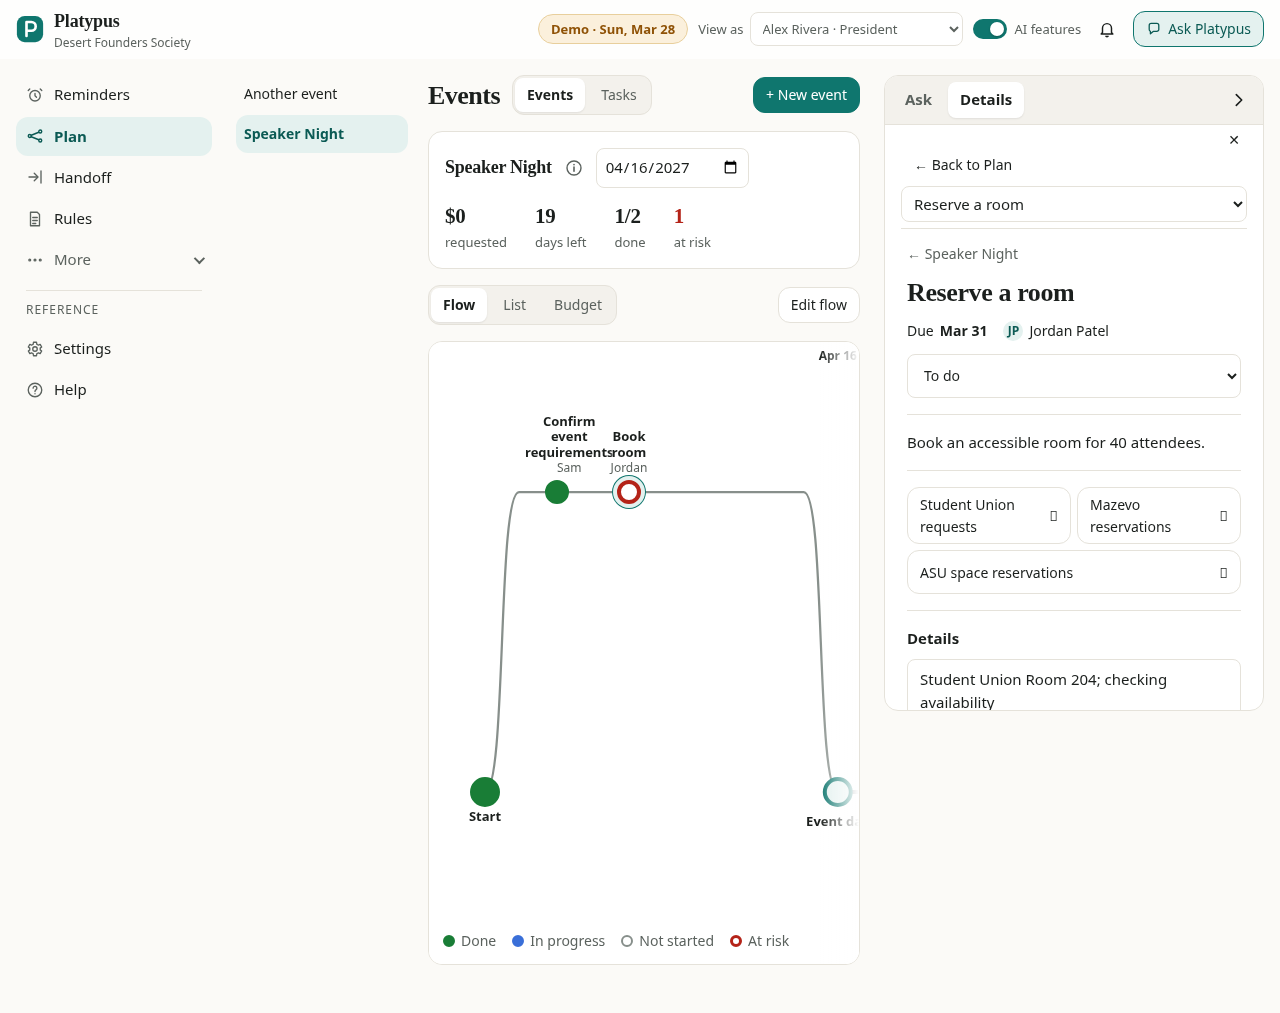 Platypus
Desert Founders Society
Demo · Sun, Mar 28
View as
Alex Rivera · President
AI features
Ask Platypus
Reminders
Plan
Handoff
Rules
More
REFERENCE
Settings
Help
Another event
Speaker Night
Events
Events
Tasks
+ New event
Speaker Night
04/16/2027
$0
requested
19
days left
1/2
done
1
at risk
Flow
List
Budget
Edit flow
Apr 16
Confirm
event
requirements
Sam
Book
room
Jordan
Start
Event d
Done
In progress
Not started
At risk
Ask
Details
← Back to Plan
Reserve a room
← Speaker Night
Reserve a room
Due Mar 31
JP
Jordan Patel
To do
Book an accessible room for 40 attendees.
Student Union
requests
Mazevo
reservations
ASU space reservations
Details
Student Union Room 204; checking
availability